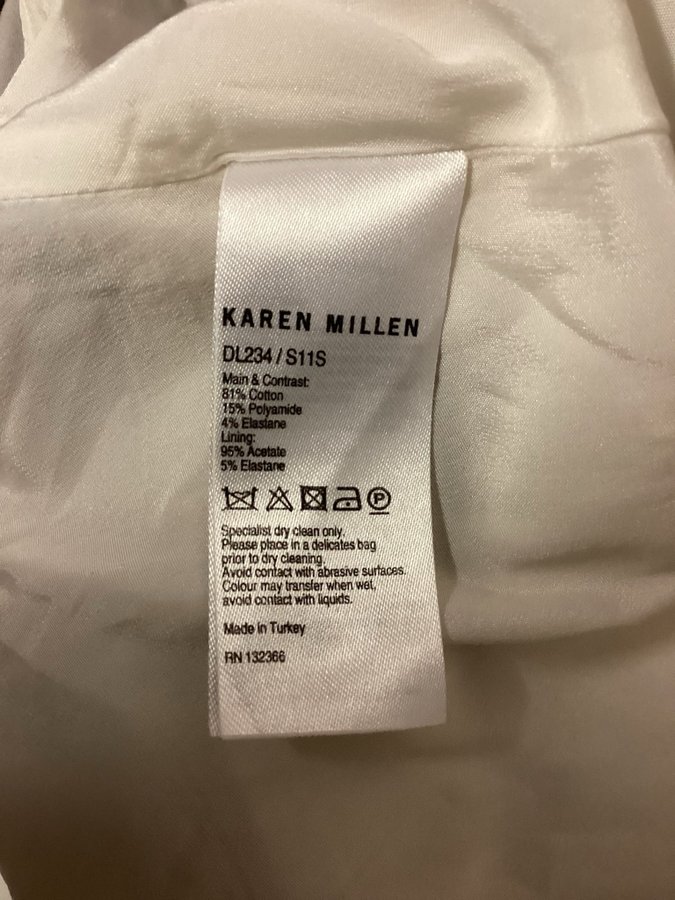 KAREN MILLEN
DL234 / S11S
Main & Contrast:
81% Cotton
15% Polyamide
4% Elastane
Lining:
95% Acetate
5% Elastane
P
Specialist dry clean only.
Please place in a delicates bag
prior to dry cleaning.
Avoid contact with abrasive surfaces.
Colour may transfer when wet,
avoid contact with liquids.
Made in Turkey
RN 132366